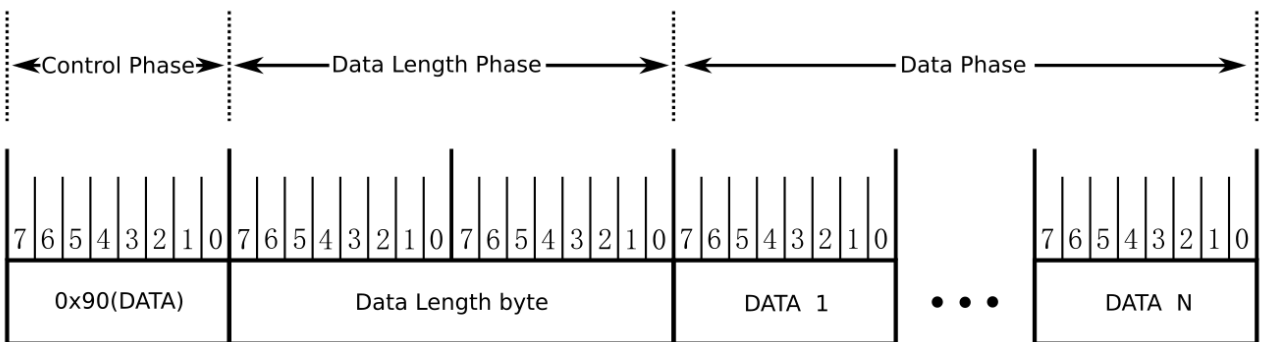 Control Phase Data Length Phase Data Phase
7 6 5 4 3 2 1 0 7 6 5 4 3 2 1 0 7 6 5 4 3 2 1 0 7 6 5 4 3 2 1 0 7 6 5 4 3 2 1 0
0x90(DATA) Data Length byte DATA 1 ••• DATA N